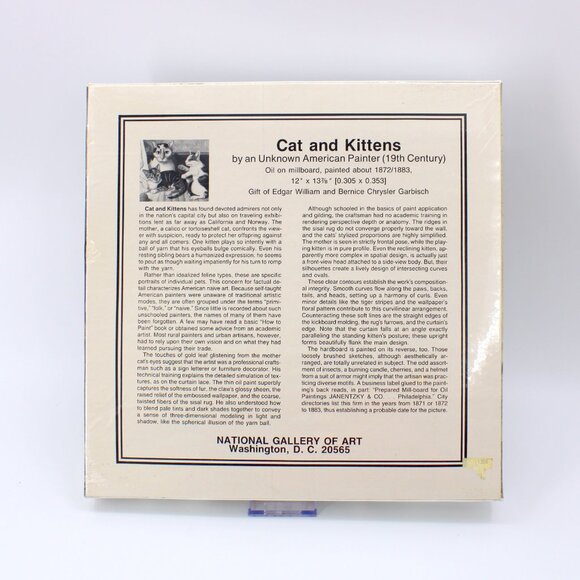 Cat and Kittens
by an Unknown American Painter (19th Century)
Oil on millboard, painted about 1872/1883,
12" x 13⅞" [0.305 x 0.353]
Gift of Edgar William and Bernice Chrysler Garbisch
Cat and Kittens has found devoted admirers not only
in the nation's capital city but also on traveling exhibi-
tions lent as far away as California and Norway. The
mother, a calico or tortoiseshell cat, confronts the view-
er with suspicion, ready to protect her offspring against
any and all comers. One kitten plays so intently with a
ball of yarn that his eyeballs bulge comically. Even his
resting sibling bears a humanized expression; he seems
to pout as though waiting impatiently for his turn to romp
with the yarn.
Rather than idealized feline types, these are specific
portraits of individual pets. This concern for factual de-
tail characterizes American naive art. Because self-taught
American painters were unaware of traditional artistic
modes, they are often grouped under the terms "primi-
tive," "folk," or "naive." Since little is recorded about such
unschooled painters, the names of many of them have
been forgotten. A few may have read a basic "How to
Paint" book or obtained some advice from an academic
artist. Most rural painters and urban artisans, however,
had to rely upon their own vision and on what they had
learned pursuing their trade.
The touches of gold leaf glistening from the mother
cat's eyes suggest that the artist was a professional crafts-
man such as a sign letterer or furniture decorator. His
technical training explains the detailed simulation of tex-
tures, as on the curtain lace. The thin oil paint superbly
captures the softness of fur, the claw's glossy sheen, the
raised relief of the embossed wallpaper, and the coarse,
twisted fibers of the sisal rug. He also understood how
to blend pale tints and dark shades together to convey
a sense of three-dimensional modeling in light and
shadow, like the spherical illusion of the yarn ball.
Although schooled in the basics of paint application
and gilding, the craftsman had no academic training in
rendering perspective depth or anatomy. The ridges in
the sisal rug do not converge properly toward the wall,
and the cats' stylized proportions are highly simplified.
The mother is seen in strictly frontal pose, while the play-
ing kitten is in pure profile. Even the reclining kitten, ap-
parently more complex in spatial design, is actually just
a front-view head attached to a side-view body. But, their
silhouettes create a lively design of intersecting curves
and ovals.
These clear contours establish the work's composition-
al integrity. Smooth curves flow along the paws, backs,
tails, and heads, setting up a harmony of curls. Even
minor details like the tiger stripes and the wallpaper's
floral pattern contribute to this curvilinear arrangement.
Counteracting these soft lines are the straight edges of
the kickboard molding, the rug's furrows, and the curtain's
edge. Note that the curtain falls at an angle exactly
paralleling the standing kitten's posture; these upright
forms beautifully flank the main design.
The hardboard is painted on its reverse, too. Those
loosely brushed sketches, although aesthetically ar-
ranged, are totally unrelated in subject. The odd assort-
ment of insects, a burning candle, cherries, and a helmet
from a suit of armor might imply that the artisan was prac-
ticing diverse motifs. A business label glued to the paint-
ing's back reads, in part: "Prepared Mill-board for Oil
Paintings JANENTZKY & CO. . . . Philadelphia." City
directories list this firm in the years from 1871 or 1872
to 1883, thus establishing a probable date for the picture.
NATIONAL GALLERY OF ART
Washington, D. C. 20565